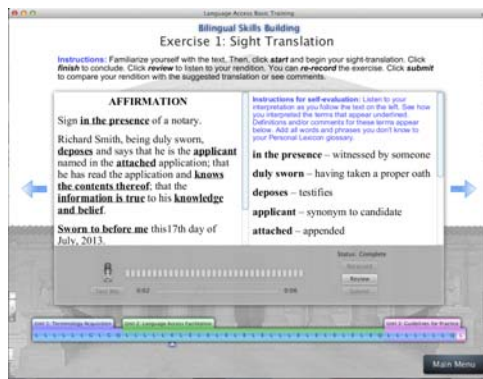 Language Access Basic Training
Bilingual Skills Building
Exercise 1: Sight Translation
Instructions: Familiarize yourself with the text. Then, click start and begin your sight-translation. Click
finish to conclude. Click review to listen to your rendition. You can re-record the exercise. Click submit
to compare your rendition with the suggested translation or see comments.
AFFIRMATION
Sign in the presence of a notary.
Richard Smith, being duly sworn,
deposes and says that he is the applicant
named in the attached application; that
he has read the application and knows
the contents thereof; that the
information is true to his knowledge
and belief.
Sworn to before me this17th day of
July, 2013.
Instructions for self-evaluation: Listen to your
interpretation as you follow the text on the left. See how
you interpreted the terms that appear underlined.
Definitions and/or comments for these terms appear
below. Add all words and phrases you don't know to
your Personal Lexicon glossary.
in the presence – witnessed by someone
duly sworn – having taken a proper oath
deposes – testifies
applicant – synonym to candidate
attached – appended
Status: Complete
Review
Submit
0:02
0:06
Unit 1: Terminology Acquisition
Unit 2: Language Access Facilitation
Unit 3: Guidelines for Practice
Main Menu